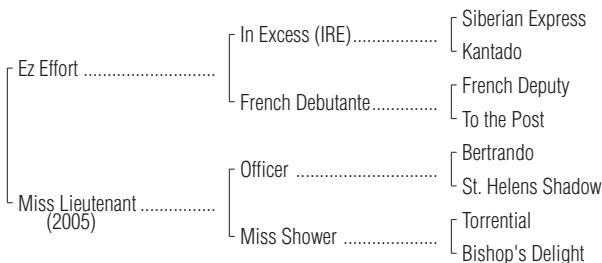 Siberian Express
In Excess (IRE)..................
Kantado
Ez Effort ............................
French Deputy
French Debutante..............
To the Post
Bertrando
Officer ..............................
St. Helens Shadow
Miss Lieutenant ................
(2005)
Torrential
Miss Shower ....................
Bishop's Delight